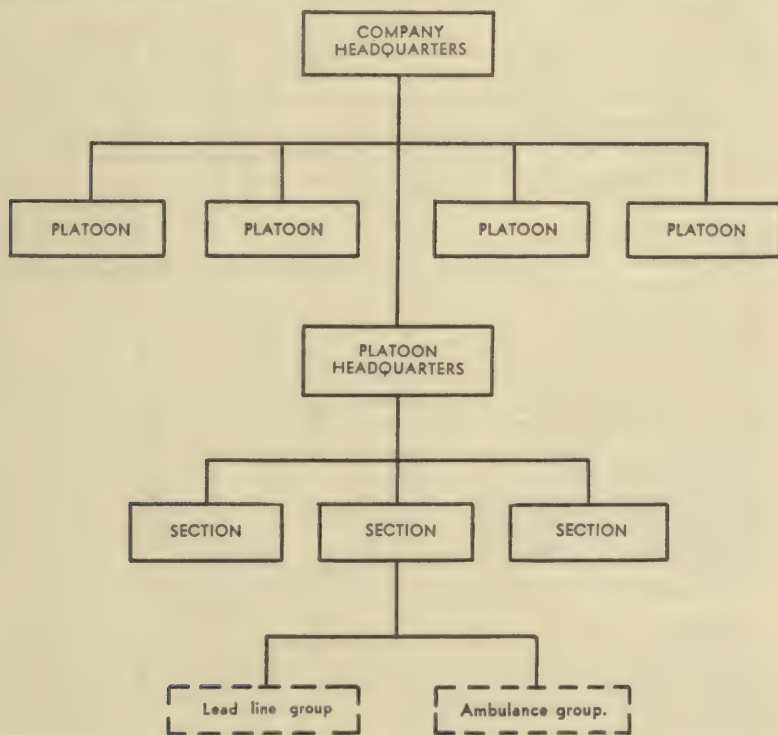 COMPANY
HEADQUARTERS
PLATOON
PLATOON
PLATOON
PLATOON
PLATOON
HEADQUARTERS
SECTION
SECTION
SECTION
Lead line group
Ambulance group.